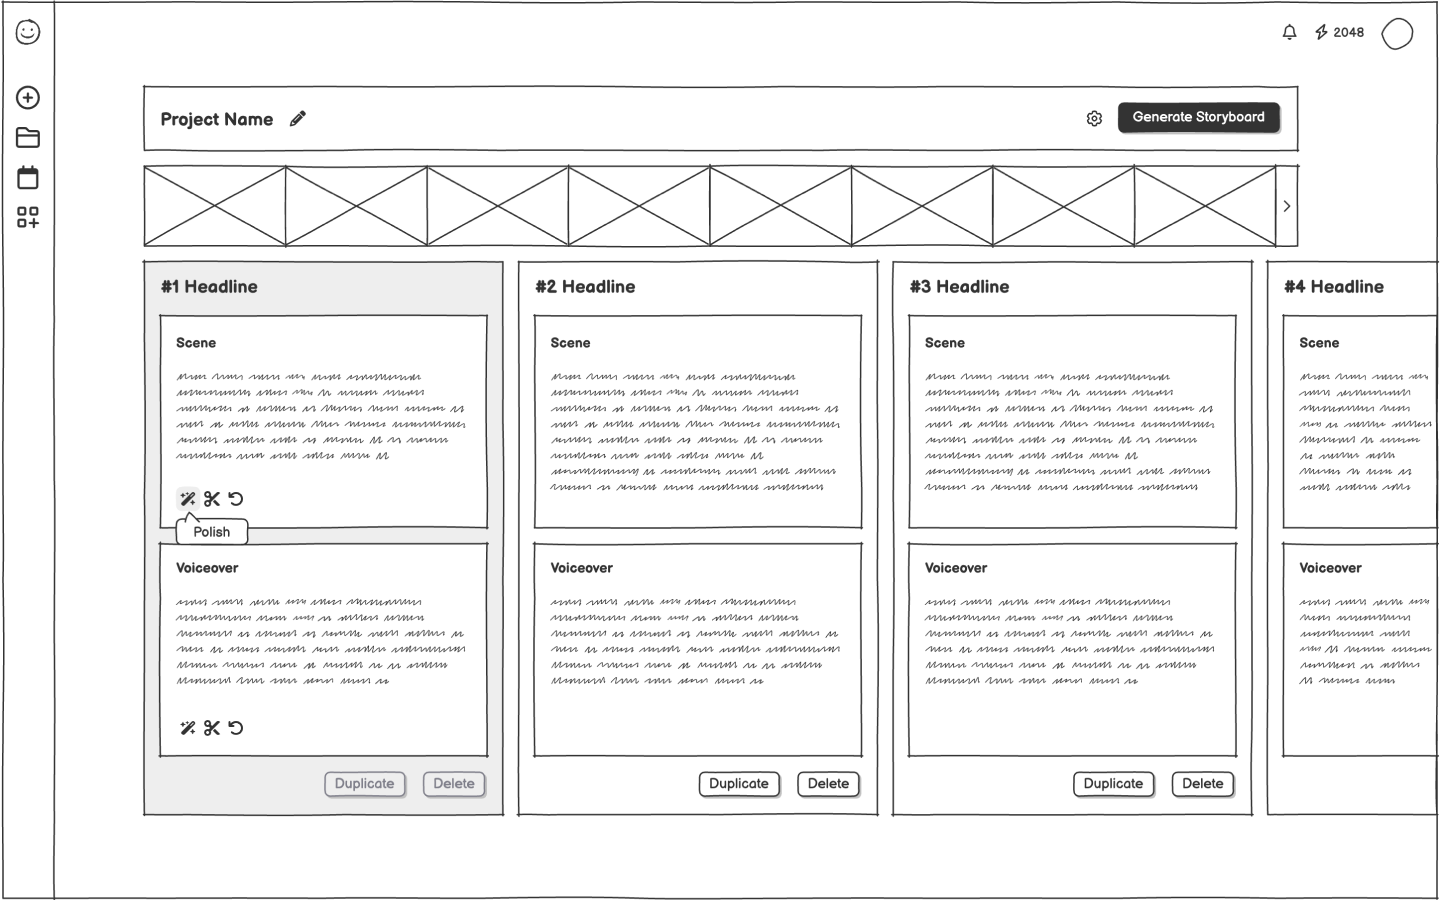 2048
Project Name
Generate Storyboard
#1 Headline
Scene
Polish
Voiceover
Duplicate Delete
#2 Headline
Scene
Voiceover
Duplicate Delete
#3 Headline
Scene
Voiceover
Duplicate Delete
#4 Headline
Scene
Voiceover